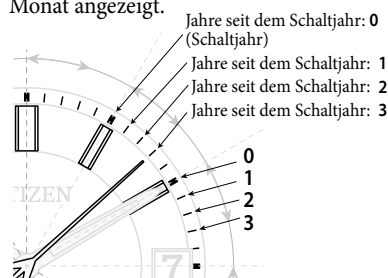 Monat angezeigt.
Jahre seit dem Schaltjahr: 0
(Schaltjahr)
Jahre seit dem Schaltjahr: 1
Jahre seit dem Schaltjahr: 2
Jahre seit dem Schaltjahr: 3
0
1
2
3
TIZEN
7